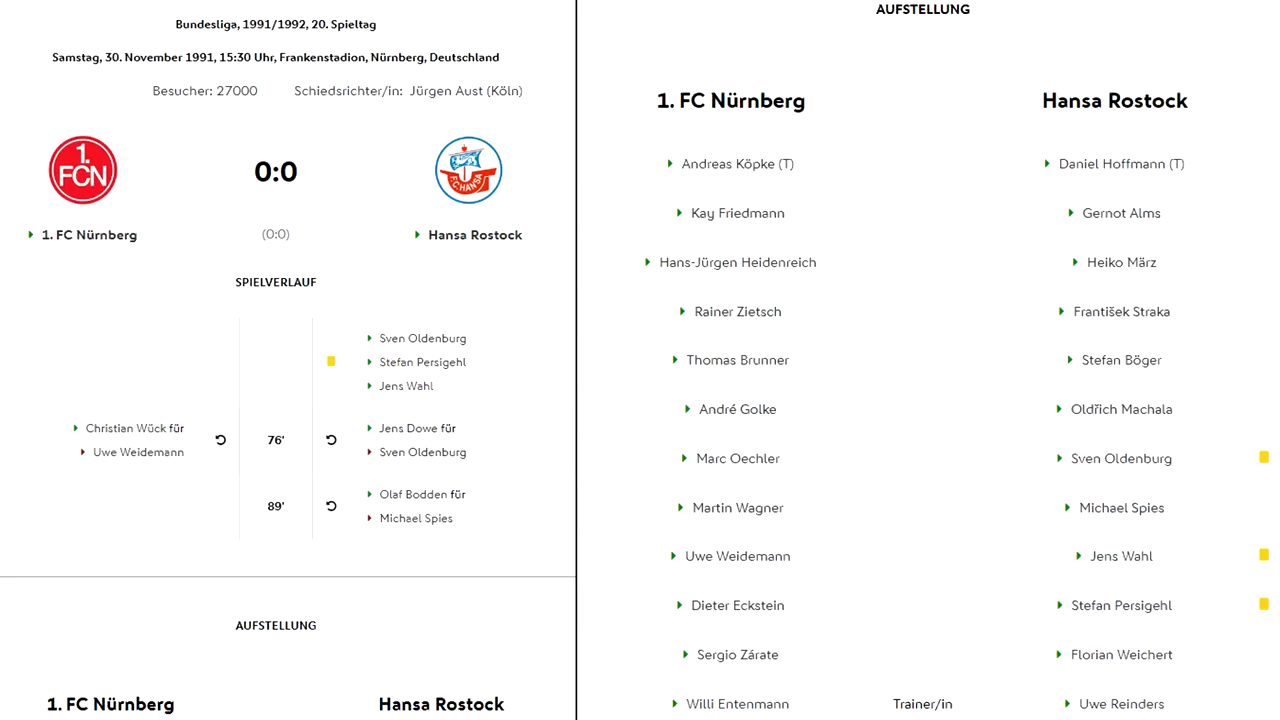 Bundesliga, 1991/1992, 20. Spieltag
Samstag, 30. November 1991, 15:30 Uhr, Frankenstadion, Nürnberg, Deutschland
Besucher: 27000 Schiedsrichter/in: Jürgen Aust (Köln)
1. FCN
F.C. HANSA
0:0
1. FC Nürnberg (0:0) Hansa Rostock
SPIELVERLAUF
Sven Oldenburg
Stefan Persigehl
Jens Wahl
Christian Wück für
Uwe Weidemann
76'
Jens Dowe für
Sven Oldenburg
89'
Olaf Bodden für
Michael Spies
AUFSTELLUNG
1. FC Nürnberg Hansa Rostock
AUFSTELLUNG
1. FC Nürnberg Hansa Rostock
Andreas Köpke (T) Daniel Hoffmann (T)
Kay Friedmann Gernot Alms
Hans-Jürgen Heidenreich Heiko März
Rainer Zietsch František Straka
Thomas Brunner Stefan Böger
André Golke Oldřich Machala
Marc Oechler Sven Oldenburg
Martin Wagner Michael Spies
Uwe Weidemann Jens Wahl
Dieter Eckstein Stefan Persigehl
Sergio Zárate Florian Weichert
Willi Entenmann Trainer/in Uwe Reinders